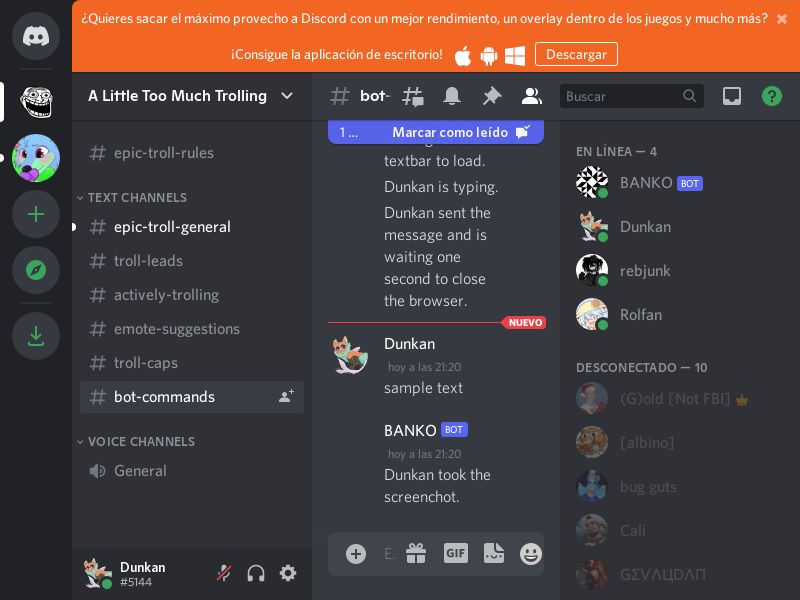 ¿Quieres sacar el máximo provecho a Discord con un mejor rendimiento, un overlay dentro de los juegos y mucho más?
¡Consigue la aplicación de escritorio!
Descargar
A Little Too Much Trolling
epic-troll-rules
TEXT CHANNELS
epic-troll-general
troll-leads
actively-trolling
emote-suggestions
troll-caps
bot-commands
VOICE CHANNELS
General
Dunkan
#5144
bot-
Buscar
1 ...
Marcar como leído
textbar to load.
Dunkan is typing.
Dunkan sent the
message and is
waiting one
second to close
the browser.
NUEVO
Dunkan
hoy a las 21:20
sample text
BANKO BOT
hoy a las 21:20
Dunkan took the
screenchot.
E.
GIF
EN LÍNEA — 4
BANKO BOT
Dunkan
rebjunk
Rolfan
DESCONECTADO — 10
(G)old [Not FBI]
[albino]
bug guts
Cali